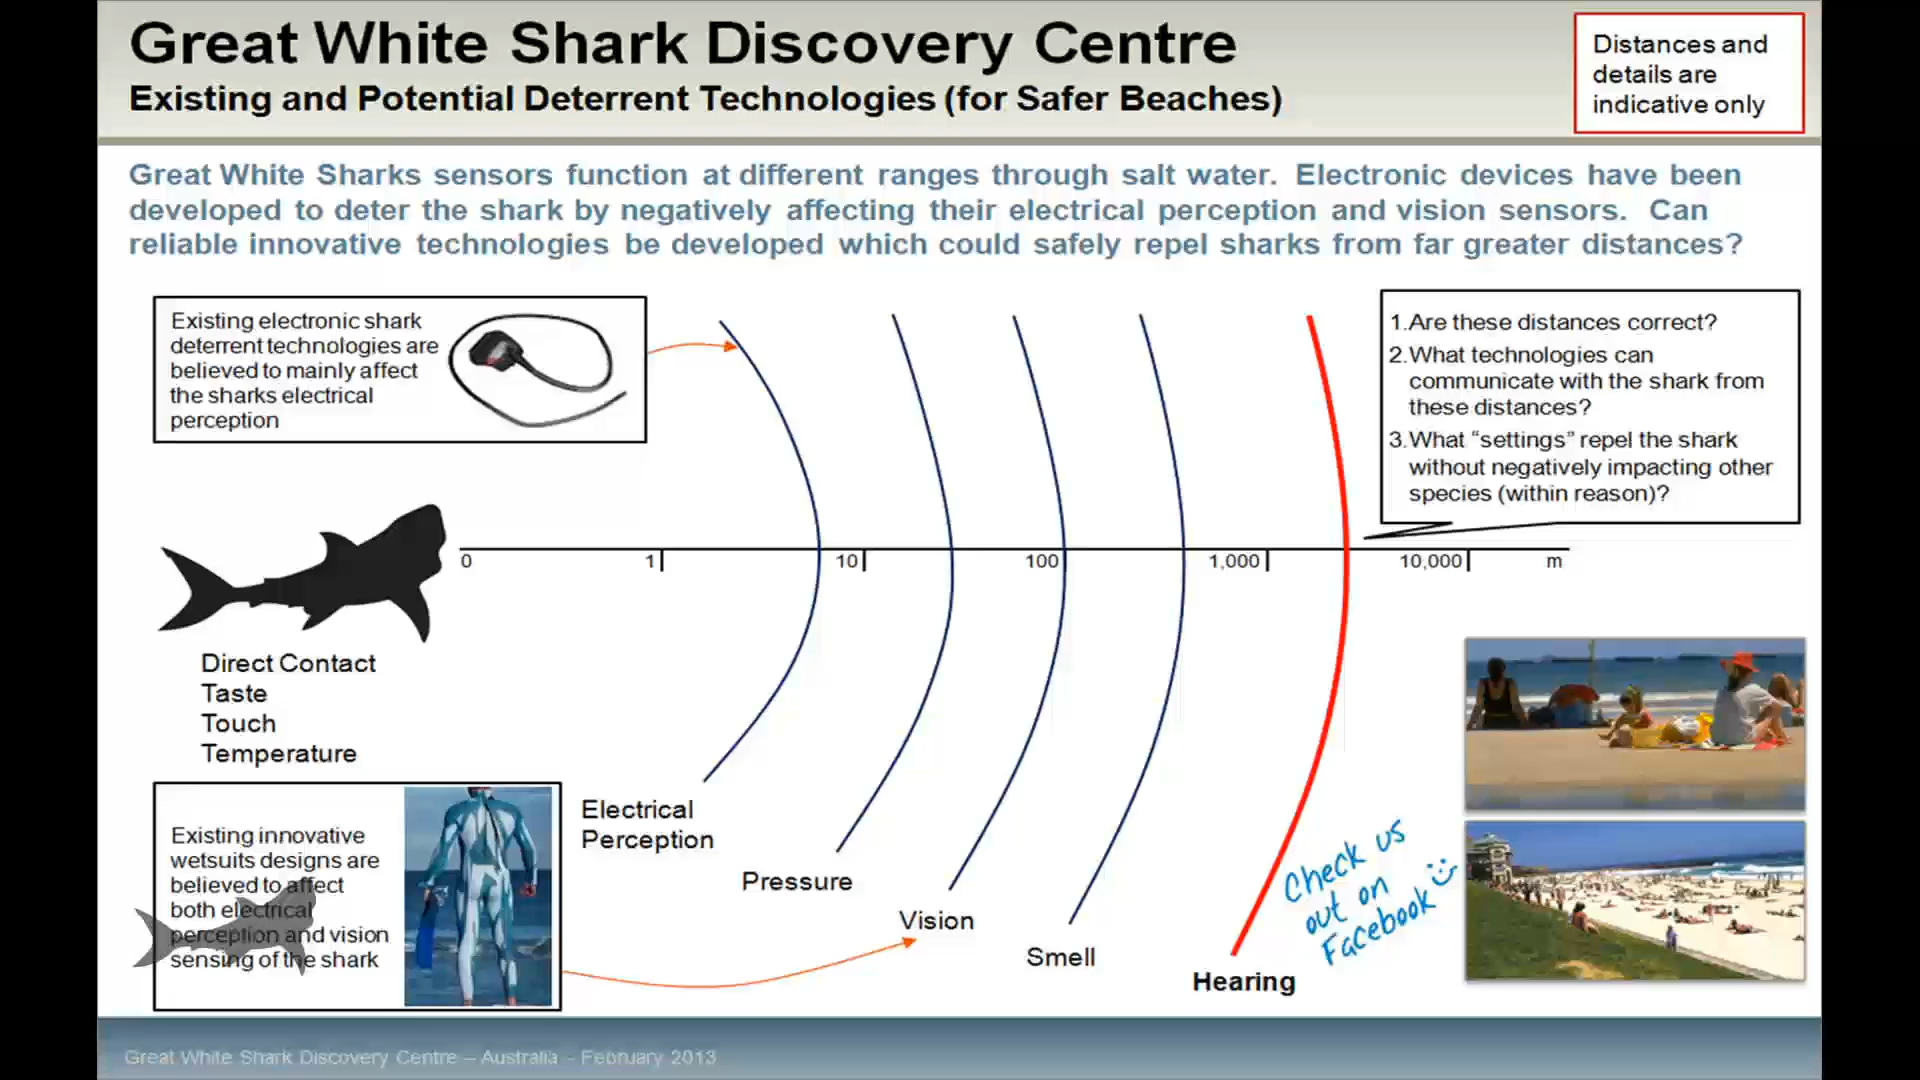 Great White Shark Discovery Centre
Existing and Potential Deterrent Technologies (for Safer Beaches)
Distances and
details are
indicative only
Great White Sharks sensors function at different ranges through salt water. Electronic devices have been
developed to deter the shark by negatively affecting their electrical perception and vision sensors. Can
reliable innovative technologies be developed which could safely repel sharks from far greater distances?
Existing electronic shark
deterrent technologies are
believed to mainly affect
the sharks electrical
perception
1.Are these distances correct?
2.What technologies can
communicate with the shark from
these distances?
3.What “settings” repel the shark
without negatively impacting other
species (within reason)?
0 1 10 100 1,000 10,000 m
Direct Contact
Taste
Touch
Temperature
Existing innovative
wetsuits designs are
believed to affect
both electrical
perception and vision
sensing of the shark
Electrical
Perception
Pressure
Vision
Smell
Hearing
Check us
out on
Facebook
Great White Shark Discovery Centre – Australia – February 2013